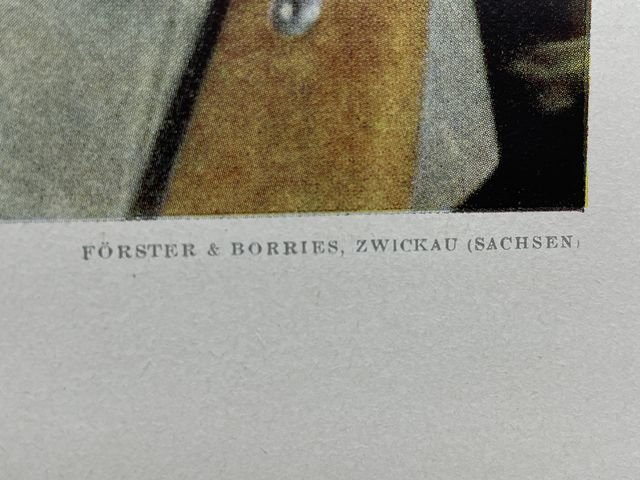 FÖRSTER & BORRIES, ZWICKAU (SACHSEN)